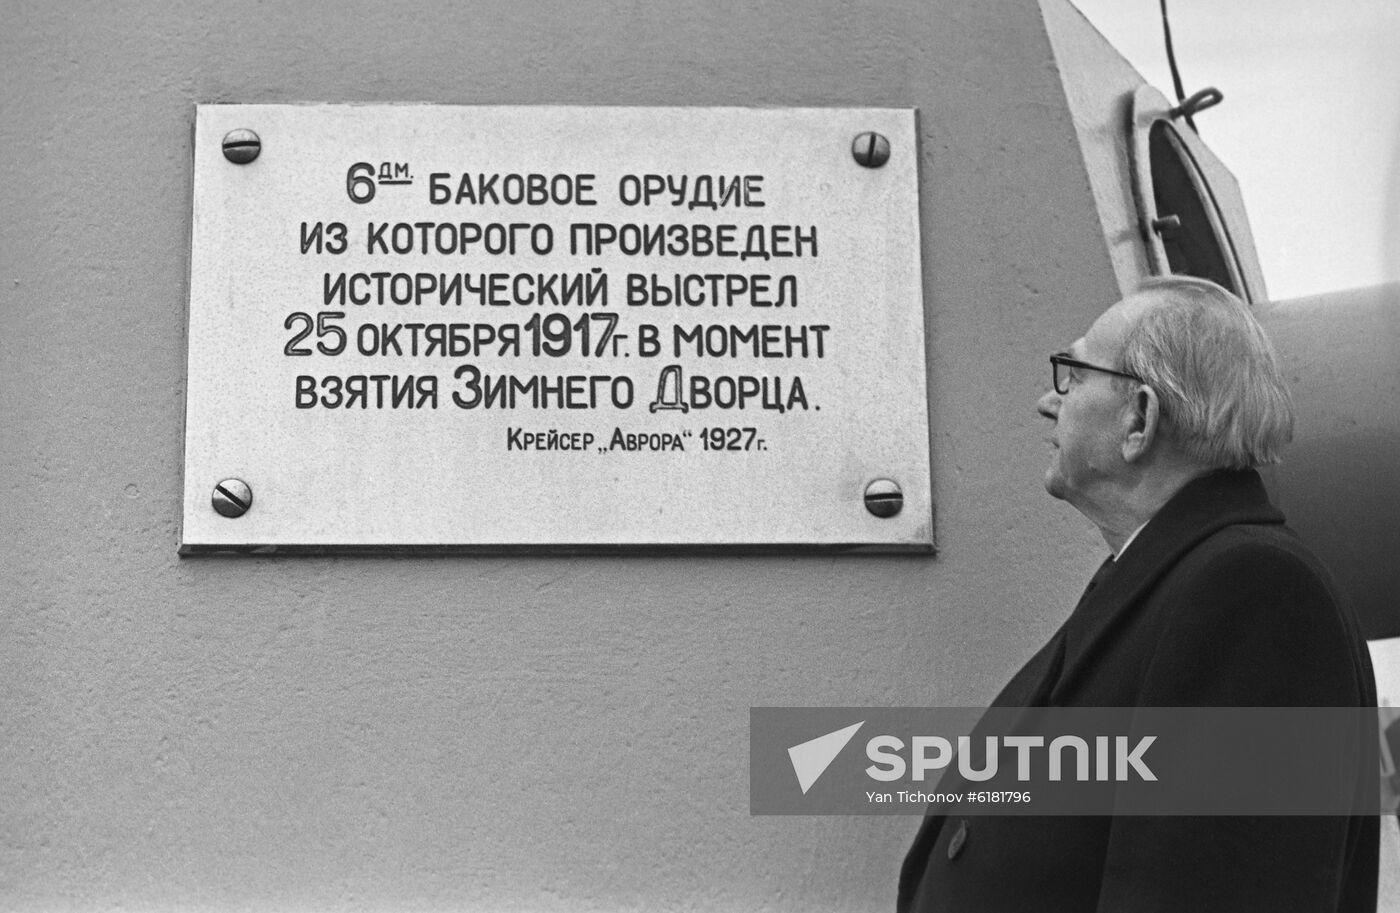 6ДМ. БАКОВОЕ ОРУДИЕ
ИЗ КОТОРОГО ПРОИЗВЕДЕН
ИСТОРИЧЕСКИЙ ВЫСТРЕЛ
25 ОКТЯБРЯ 1917г. В МОМЕНТ
ВЗЯТИЯ ЗИМНЕГО ДВОРЦА.
КРЕЙСЕР „АВРОРА“ 1927г.
SPUTNIK
Yan Tichonov #6181796